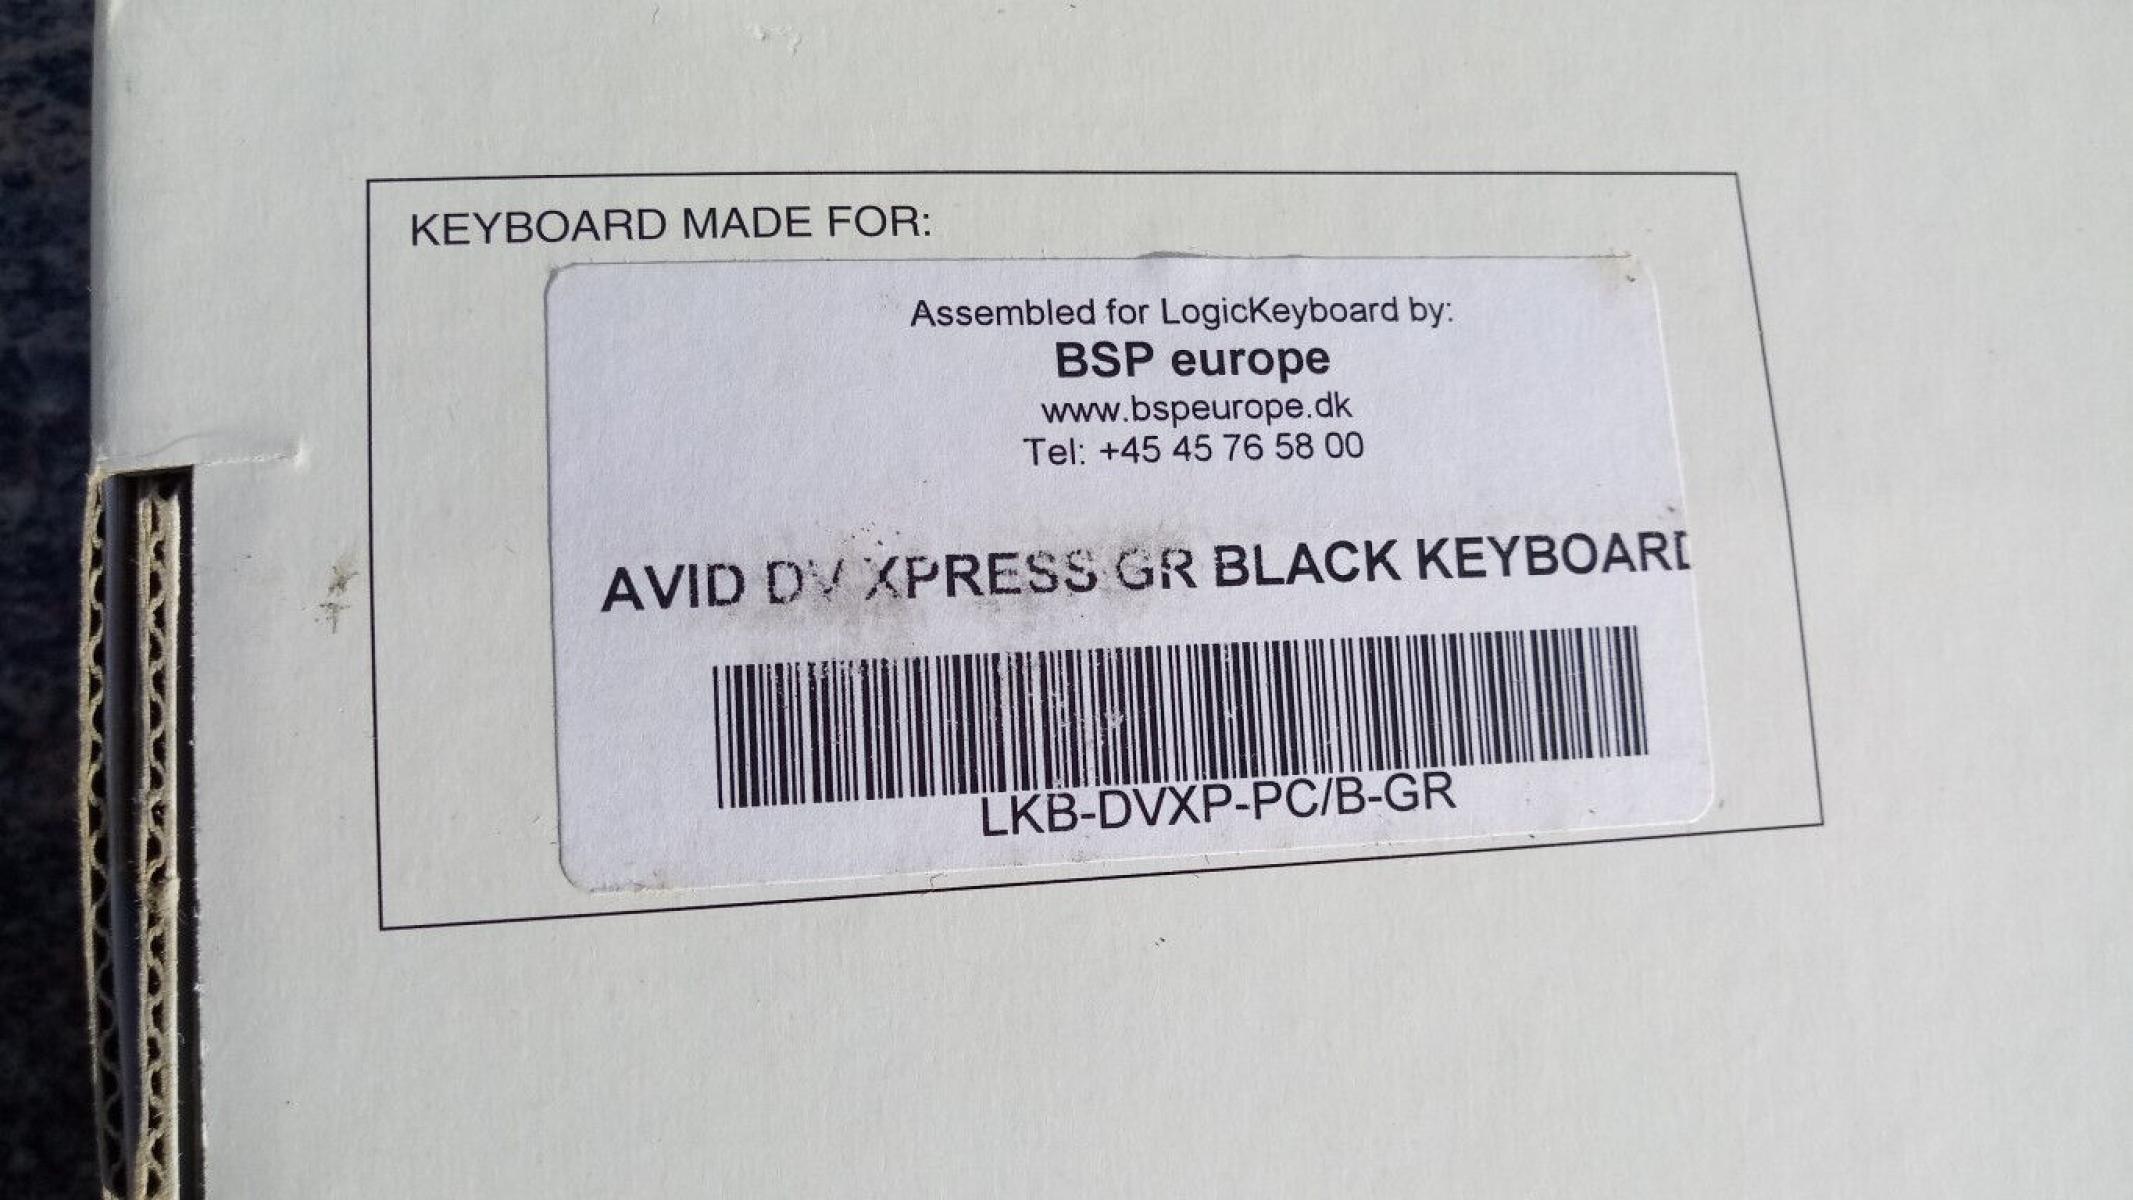 KEYBOARD MADE FOR:
Assembled for LogicKeyboard by:
BSP europe
www.bspeurope.dk
Tel: +45 45 76 58 00
AVID DV XPRESS GR BLACK KEYBOARD
LKB-DVXP-PC/B-GR